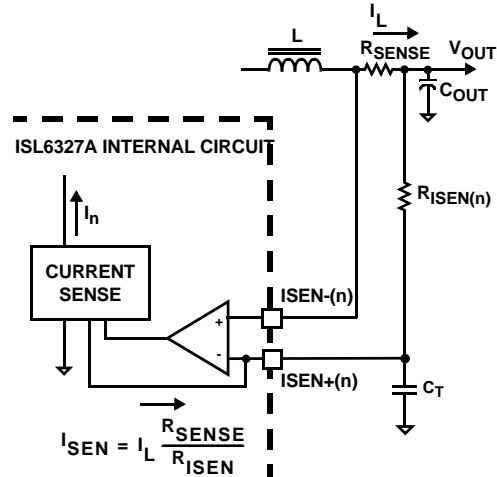 I_L
L
R_SENSE
V_OUT
C_OUT
ISL6327A INTERNAL CIRCUIT
R_ISEN(n)
I_n
CURRENT
SENSE
ISEN-(n)
+
-
ISEN+(n)
C_T
I_SEN = I_L R_SENSE / R_ISEN